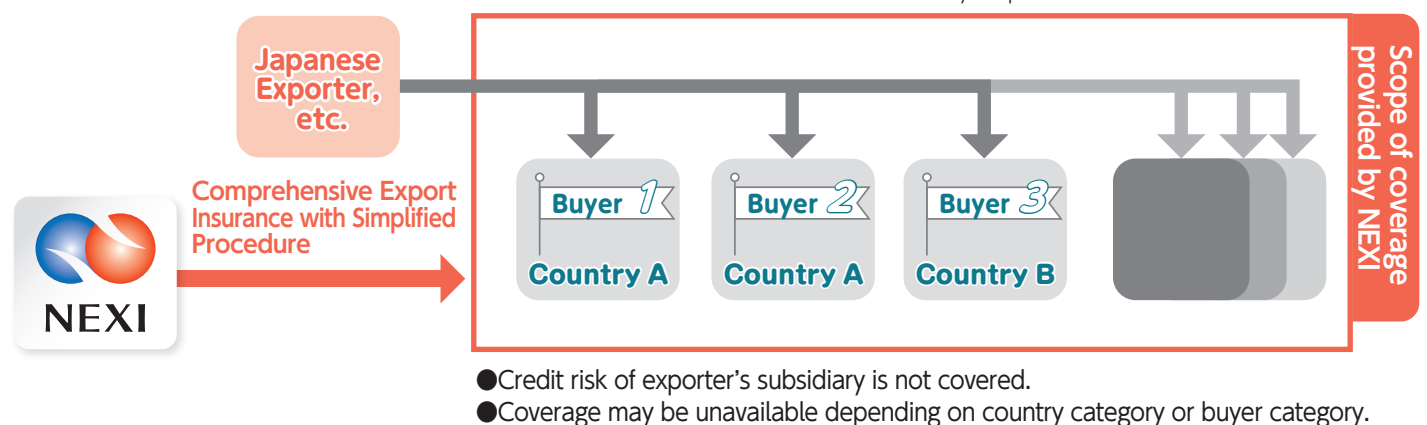 Japanese
Exporter,
etc.
Scope of coverage
provided by NEXI
Comprehensive Export
Insurance with Simplified
Procedure
NEXI
Buyer 1
Country A
Buyer 2
Country A
Buyer 3
Country B
●Credit risk of exporter's subsidiary is not covered.
●Coverage may be unavailable depending on country category or buyer category.